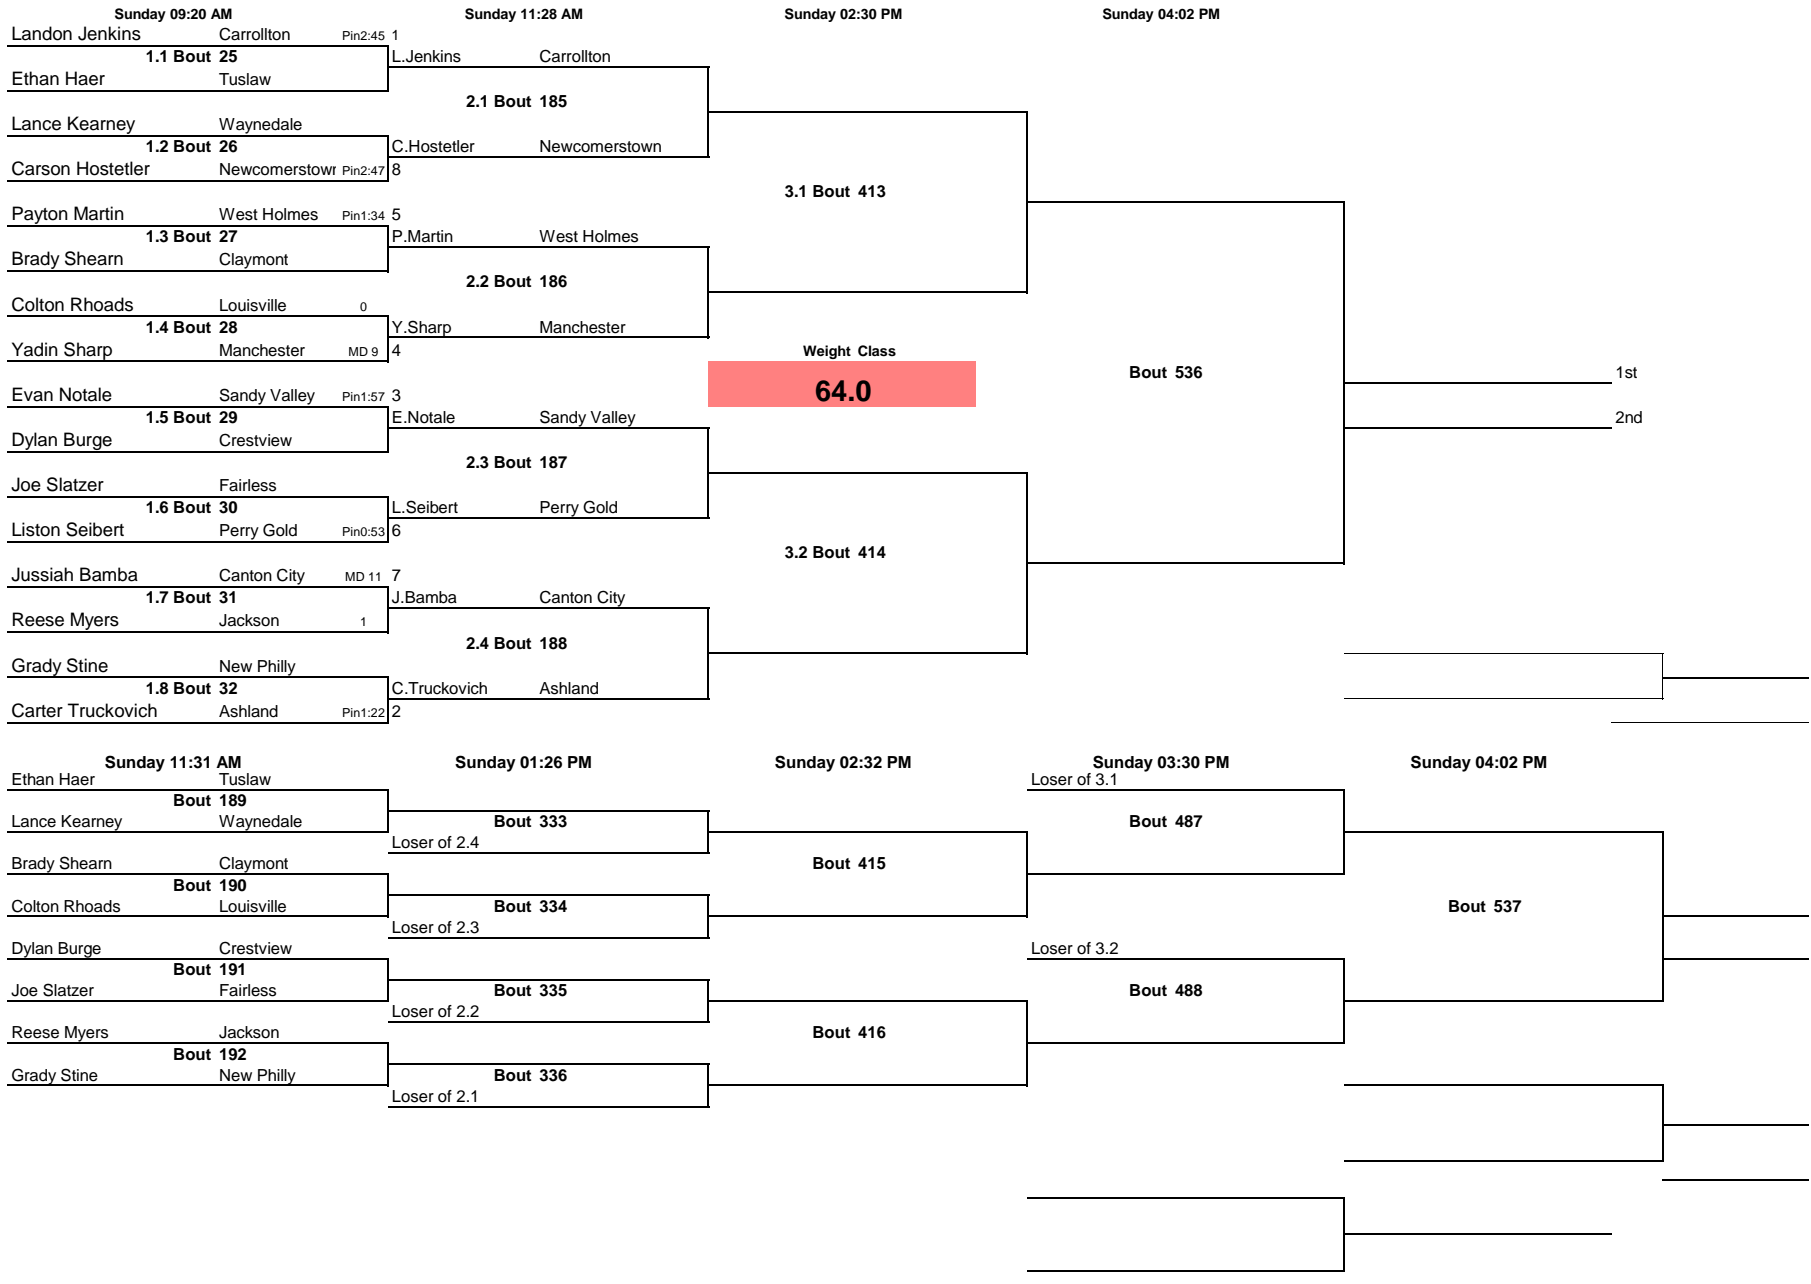 Sunday 09:20 AM Sunday 11:28 AM Sunday 02:30 PM Sunday 04:02 PM
Landon Jenkins Carrollton Pin2:45 1
1.1 Bout 25 L.Jenkins Carrollton
Ethan Haer Tuslaw
2.1 Bout 185
Lance Kearney Waynedale
1.2 Bout 26 C.Hostetler Newcomerstown
Carson Hostetler Newcomerstown Pin2:47 8
3.1 Bout 413
Payton Martin West Holmes Pin1:34 5
1.3 Bout 27 P.Martin West Holmes
Brady Shearn Claymont
2.2 Bout 186
Colton Rhoads Louisville 0
1.4 Bout 28 Y.Sharp Manchester
Yadin Sharp Manchester MD 9 4 Weight Class
Bout 536 1st
Evan Notale Sandy Valley Pin1:57 3 64.0
1.5 Bout 29 E.Notale Sandy Valley 2nd
Dylan Burge Crestview
2.3 Bout 187
Joe Slatzer Fairless
1.6 Bout 30 L.Seibert Perry Gold
Liston Seibert Perry Gold Pin0:53 6
3.2 Bout 414
Jussiah Bamba Canton City MD 11 7
1.7 Bout 31 J.Bamba Canton City
Reese Myers Jackson 1
2.4 Bout 188
Grady Stine New Philly
1.8 Bout 32 C.Truckovich Ashland
Carter Truckovich Ashland Pin1:22 2
Sunday 11:31 AM Sunday 01:26 PM Sunday 02:32 PM Sunday 03:30 PM Sunday 04:02 PM
Ethan Haer Tuslaw Loser of 3.1
Bout 189
Lance Kearney Waynedale Bout 333 Bout 487
Loser of 2.4
Brady Shearn Claymont Bout 415
Bout 190
Colton Rhoads Louisville Bout 334 Bout 537
Loser of 2.3
Dylan Burge Crestview Loser of 3.2
Bout 191
Joe Slatzer Fairless Bout 335 Bout 488
Loser of 2.2
Reese Myers Jackson Bout 416
Bout 192
Grady Stine New Philly Bout 336
Loser of 2.1